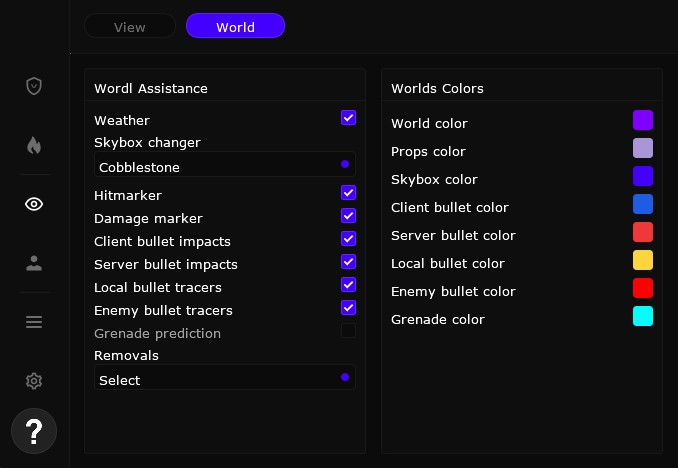 View
World
Wordl Assistance
Weather
Skybox changer
Cobblestone
Hitmarker
Damage marker
Client bullet impacts
Server bullet impacts
Local bullet tracers
Enemy bullet tracers
Grenade prediction
Removals
Select
Worlds Colors
World color
Props color
Skybox color
Client bullet color
Server bullet color
Local bullet color
Enemy bullet color
Grenade color
?